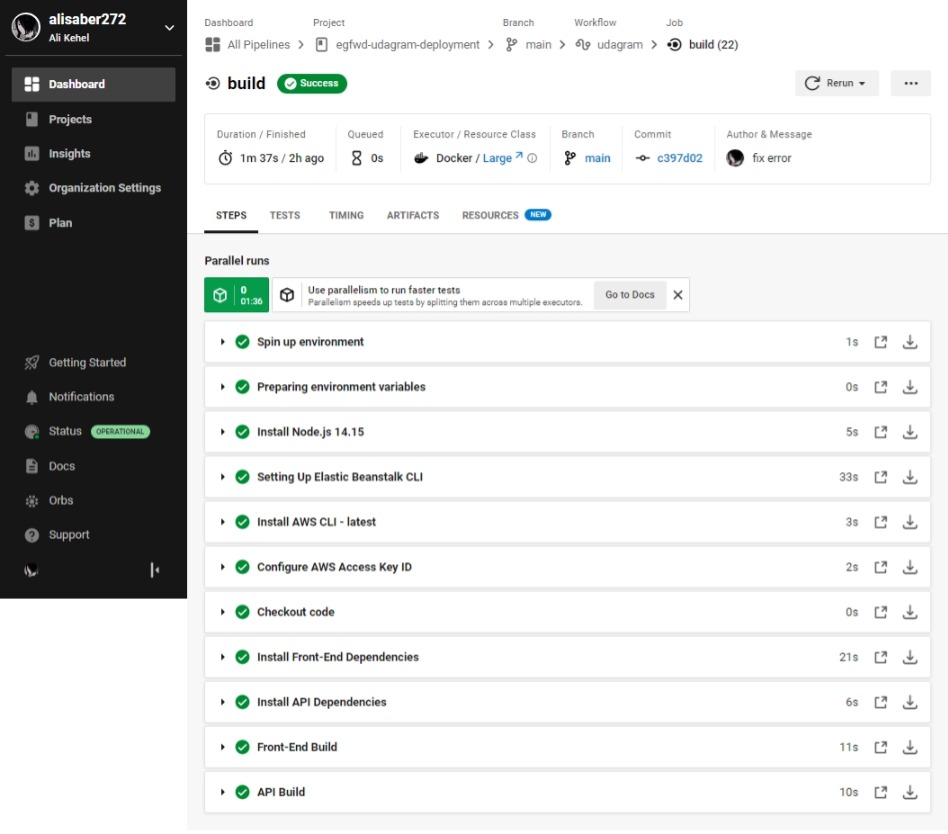 alisaber272
Ali Kehel
Dashboard
Projects
Insights
Organization Settings
Plan
Getting Started
Notifications
Status OPERATIONAL
Docs
Orbs
Support
Dashboard Project Branch Workflow Job
All Pipelines egfwd-udagram-deployment main udagram build (22)
build Success Rerun
Duration / Finished Queued Executor / Resource Class Branch Commit Author & Message
1m 37s / 2h ago 0s Docker / Large main c397d02 fix error
STEPS TESTS TIMING ARTIFACTS RESOURCES NEW
Parallel runs
0
01:36
Use parallelism to run faster tests
Parallelism speeds up tests by splitting them across multiple executors.
Go to Docs
Spin up environment 1s
Preparing environment variables 0s
Install Node.js 14.15 5s
Setting Up Elastic Beanstalk CLI 33s
Install AWS CLI - latest 3s
Configure AWS Access Key ID 2s
Checkout code 0s
Install Front-End Dependencies 21s
Install API Dependencies 6s
Front-End Build 11s
API Build 10s